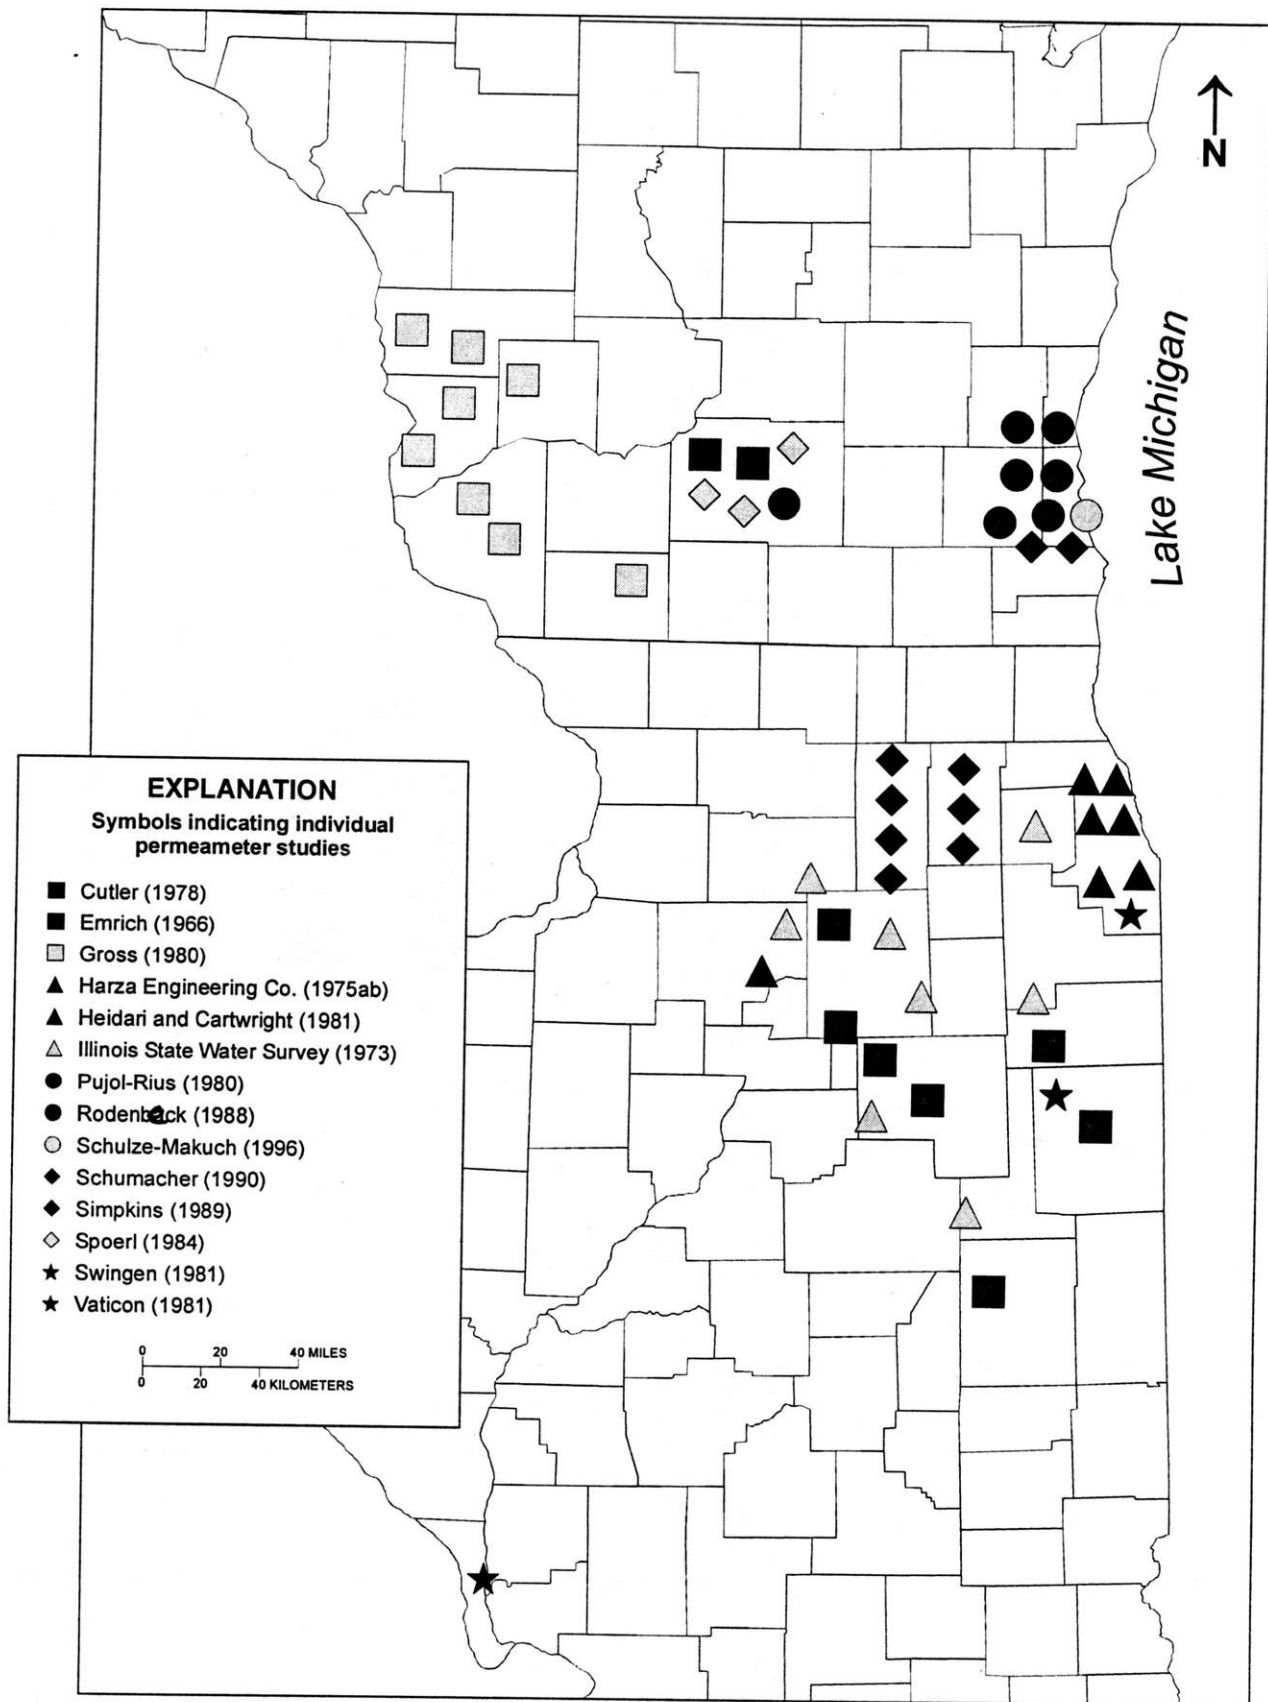 N
Lake Michigan
EXPLANATION
Symbols indicating individual
permeameter studies
Cutler (1978)
Emrich (1966)
Gross (1980)
Harza Engineering Co. (1975ab)
Heidari and Cartwright (1981)
Illinois State Water Survey (1973)
Pujol-Rius (1980)
Rodenback (1988)
Schulze-Makuch (1996)
Schumacher (1990)
Simpkins (1989)
Spoerl (1984)
Swingen (1981)
Vaticon (1981)
0 20 40 MILES
0 20 40 KILOMETERS